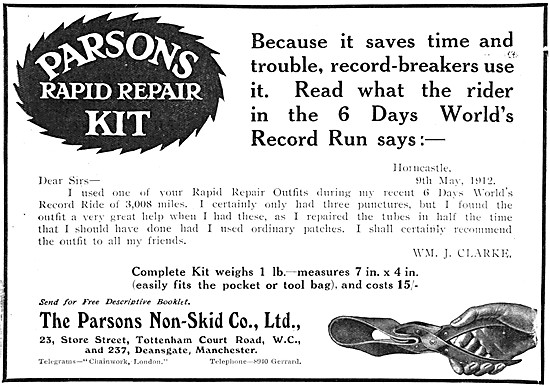 PARSONS
RAPID REPAIR
KIT
Because it saves time and
trouble, record-breakers use
it. Read what the rider
in the 6 Days World's
Record Run says:—
Horncastle,
9th May, 1912.
Dear Sirs—
I used one of your Rapid Repair Outfits during my recent 6 Days World's
Record Ride of 3,008 miles. I certainly only had three punctures, but I found the
outfit a very great help when I had these, as I repaired the tubes in half the time
that I should have done had I used ordinary patches. I shall certainly recommend
the outfit to all my friends.
WM. J. CLARKE.
Complete Kit weighs 1 lb.—measures 7 in. x 4 in.
(easily fits the pocket or tool bag), and costs 15/-
Send for Free Descriptive Booklet.
The Parsons Non-Skid Co., Ltd.,
23, Store Street, Tottenham Court Road, W.C.,
and 237, Deansgate, Manchester.
Telegrams—"Chainwork, London." Telephone—8940 Gerrard.